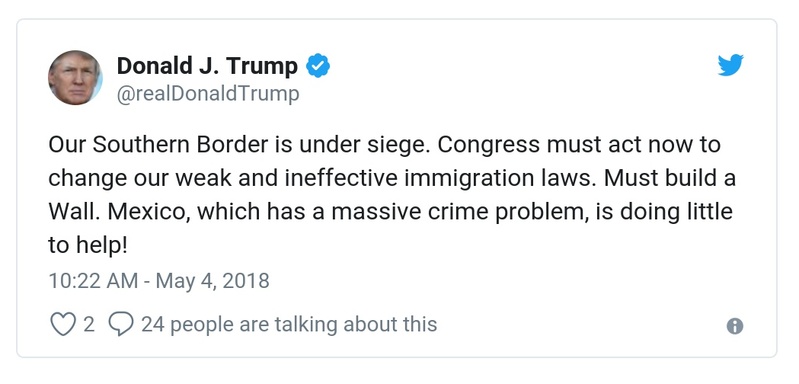 Donald J. Trump
@realDonaldTrump
Our Southern Border is under siege. Congress must act now to
change our weak and ineffective immigration laws. Must build a
Wall. Mexico, which has a massive crime problem, is doing little
to help!
10:22 AM - May 4, 2018
2 24 people are talking about this